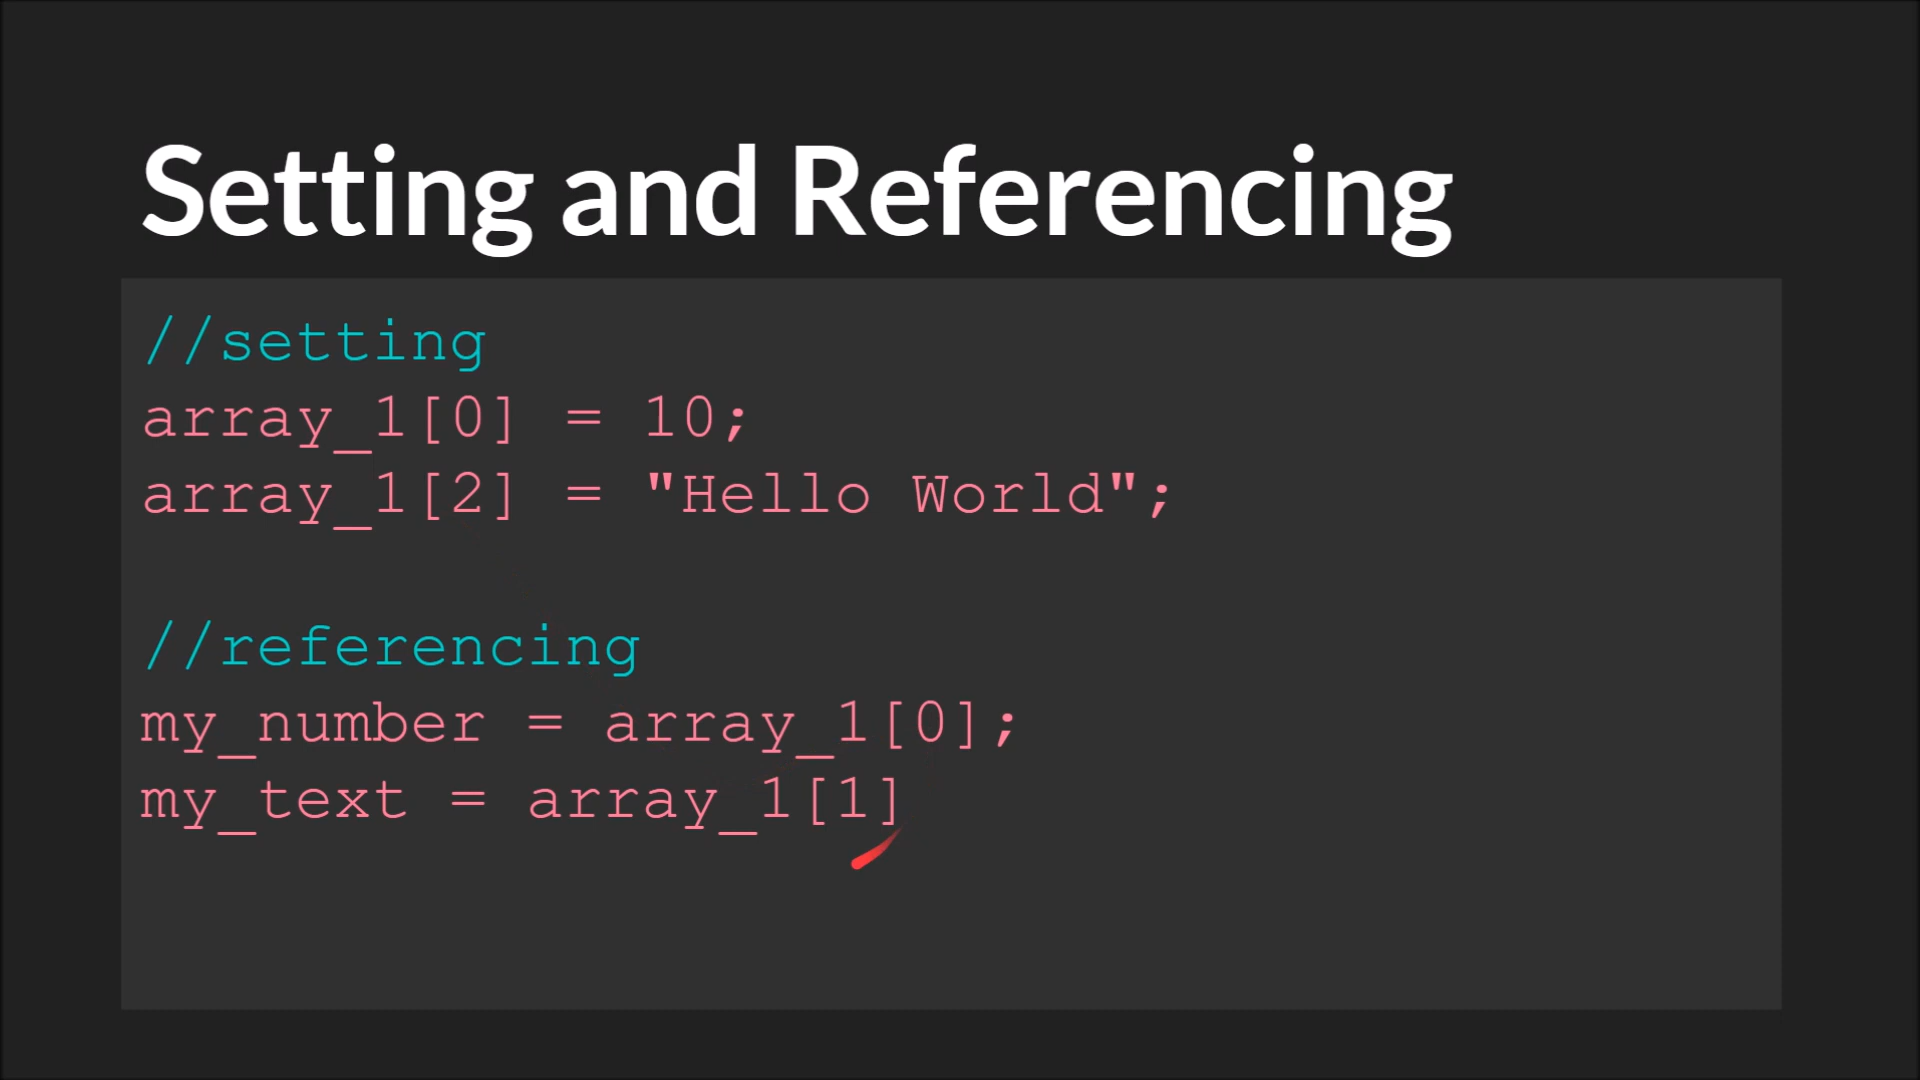 Setting and Referencing
//setting
array_1[0] = 10;
array_1[2] = "Hello World";
//referencing
my_number = array_1[0];
my_text = array_1[1]